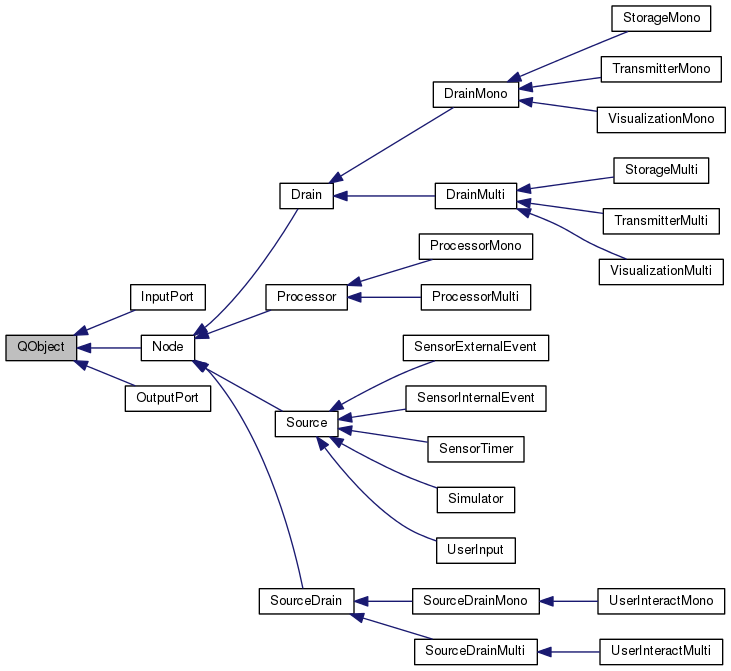 StorageMono
TransmitterMono
DrainMono
VisualizationMono
StorageMulti
Drain
DrainMulti
TransmitterMulti
ProcessorMono
VisualizationMulti
InputPort
Processor
ProcessorMulti
QObject
Node
SensorExternalEvent
OutputPort
SensorInternalEvent
Source
SensorTimer
Simulator
UserInput
SourceDrain
SourceDrainMono
UserInteractMono
SourceDrainMulti
UserInteractMulti